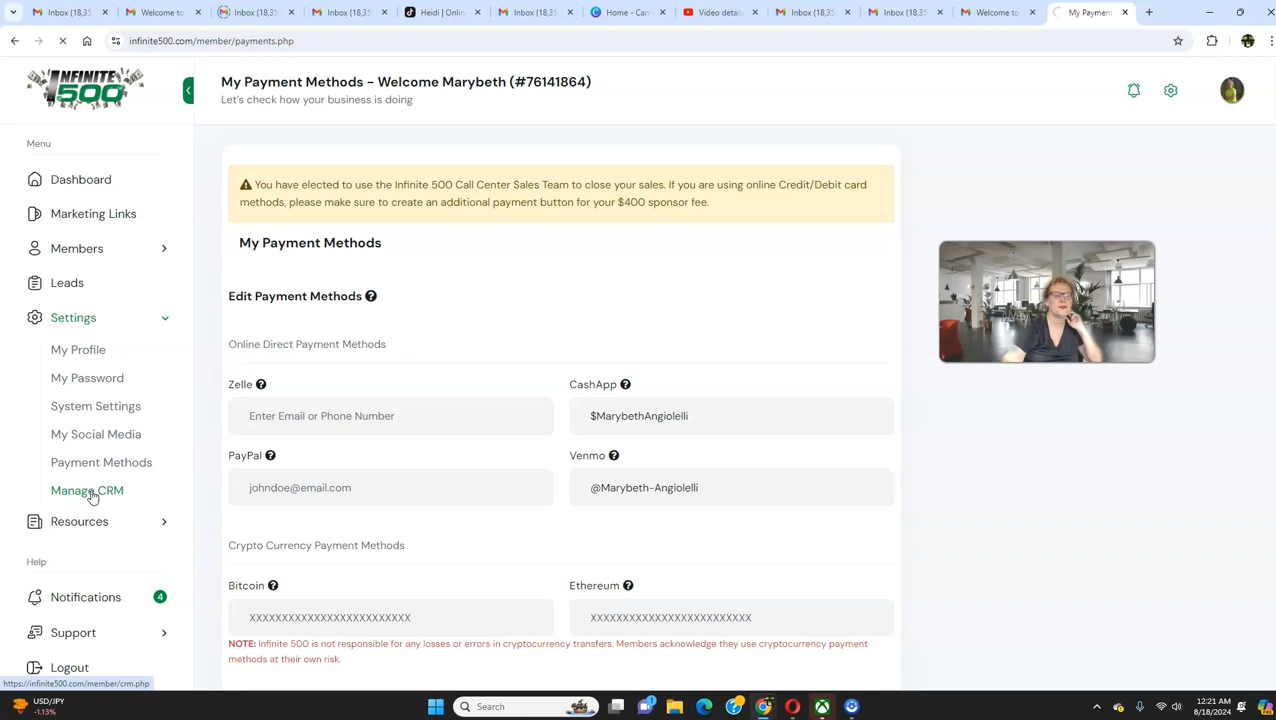 Inbox (18,35
Welcome to
Inbox (18,35
Inbox (18,35
Heidi | Onlin
Inbox (18,35
Home - Can
Video details
Inbox (18,35
Inbox (18,35
Welcome to
My Payment
infinite500.com/member/payments.php
INFINITE
500
My Payment Methods - Welcome Marybeth (#76141864)
Let's check how your business is doing
Menu
Dashboard
Marketing Links
Members
Leads
Settings
My Profile
My Password
System Settings
My Social Media
Payment Methods
Manage CRM
Resources
Help
Notifications 4
Support
Logout
https://infinite500.com/member/crm.php
You have elected to use the Infinite 500 Call Center Sales Team to close your sales. If you are using online Credit/Debit card
methods, please make sure to create an additional payment button for your $400 sponsor fee.
My Payment Methods
Edit Payment Methods
Online Direct Payment Methods
Zelle CashApp
Enter Email or Phone Number $MarybethAngiolelli
PayPal Venmo
johndoe@email.com @Marybeth-Angiolelli
Crypto Currency Payment Methods
Bitcoin Ethereum
XXXXXXXXXXXXXXXXXXXXXXXX XXXXXXXXXXXXXXXXXXXXXXXX
NOTE: Infinite 500 is not responsible for any losses or errors in cryptocurrency transfers. Members acknowledge they use cryptocurrency payment
methods at their own risk.
USD/JPY
-1.13%
Search
12:21 AM
8/18/2024